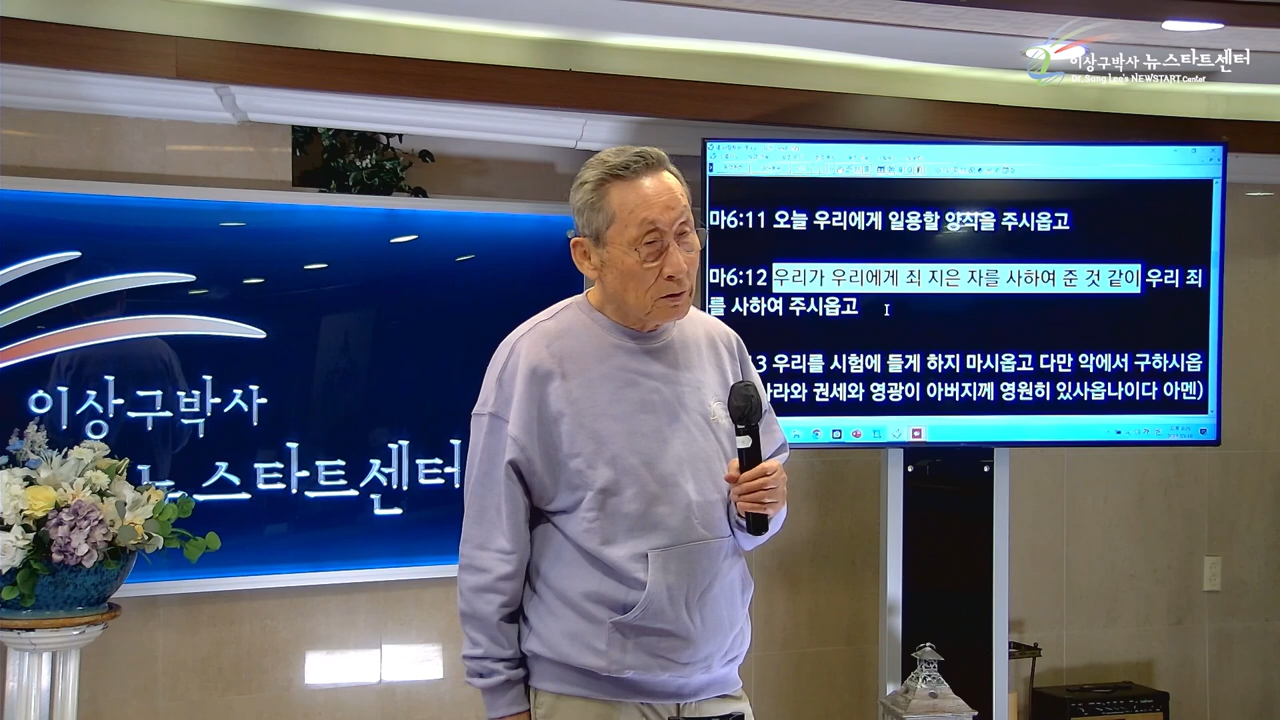 이상구박사 뉴스타트센터
Dr. Sang Lee's NEWSTART Center
이상구박사
뉴스타트센터
마6:11 오늘 우리에게 일용할 양식을 주시옵고
마6:12 우리가 우리에게 죄 지은 자를 사하여 준 것 같이 우리 죄
를 사하여 주시옵고
3 우리를 시험에 들게 하지 마시옵고 다만 악에서 구하시옵
라와 권세와 영광이 아버지께 영원히 있사옵나이다 아멘)